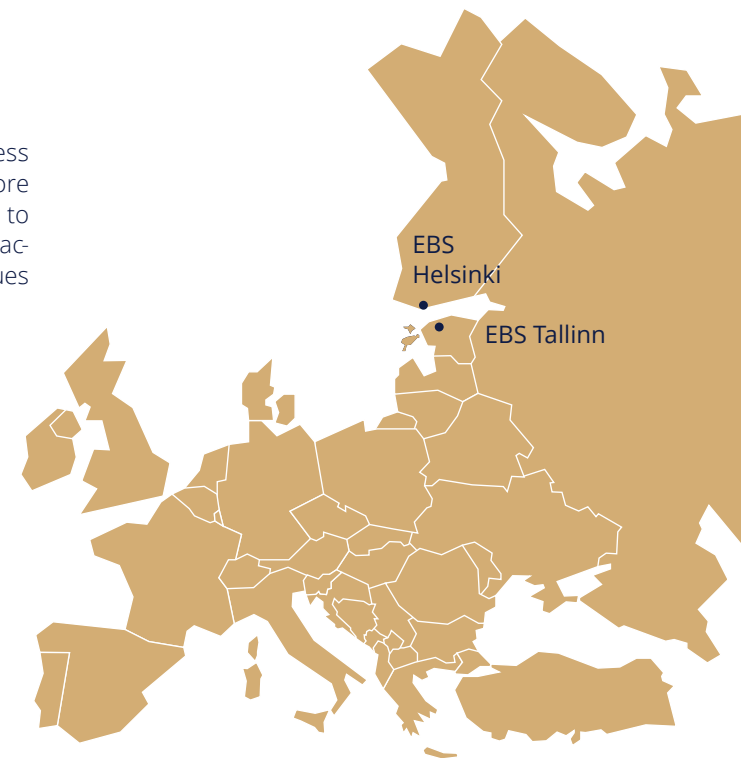 ess
ore
to
ac-
ues
EBS
Helsinki
EBS Tallinn